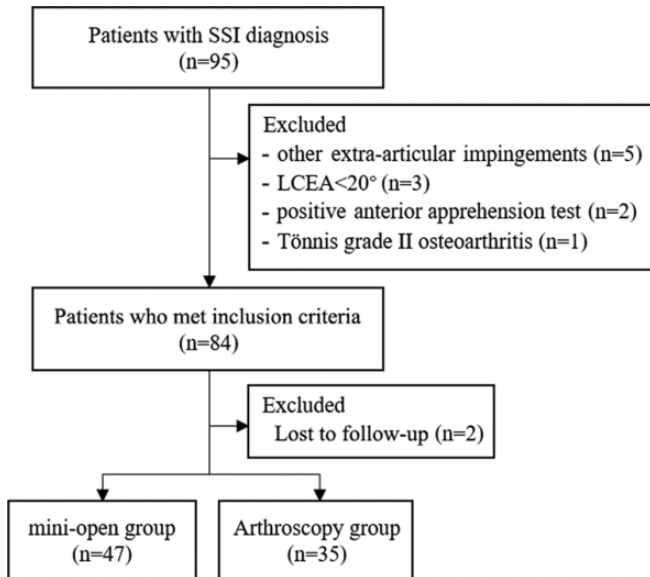 Patients with SSI diagnosis
(n=95)
Excluded
- other extra-articular impingements (n=5)
- LCEA<20° (n=3)
- positive anterior apprehension test (n=2)
- Tönnis grade II osteoarthritis (n=1)
Patients who met inclusion criteria
(n=84)
Excluded
Lost to follow-up (n=2)
mini-open group
(n=47)
Arthroscopy group
(n=35)